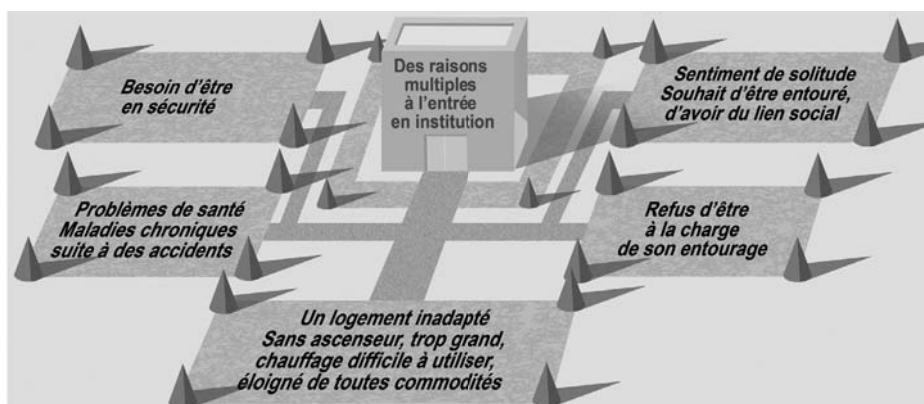 Des raisons
multiples
à l'entrée
en institution
Besoin d'être
en sécurité
Sentiment de solitude
Souhait d'être entouré,
d'avoir du lien social
Problèmes de santé
Maladies chroniques
suite à des accidents
Refus d'être
à la charge
de son entourage
Un logement inadapté
Sans ascenseur, trop grand,
chauffage difficile à utiliser,
éloigné de toutes commodités